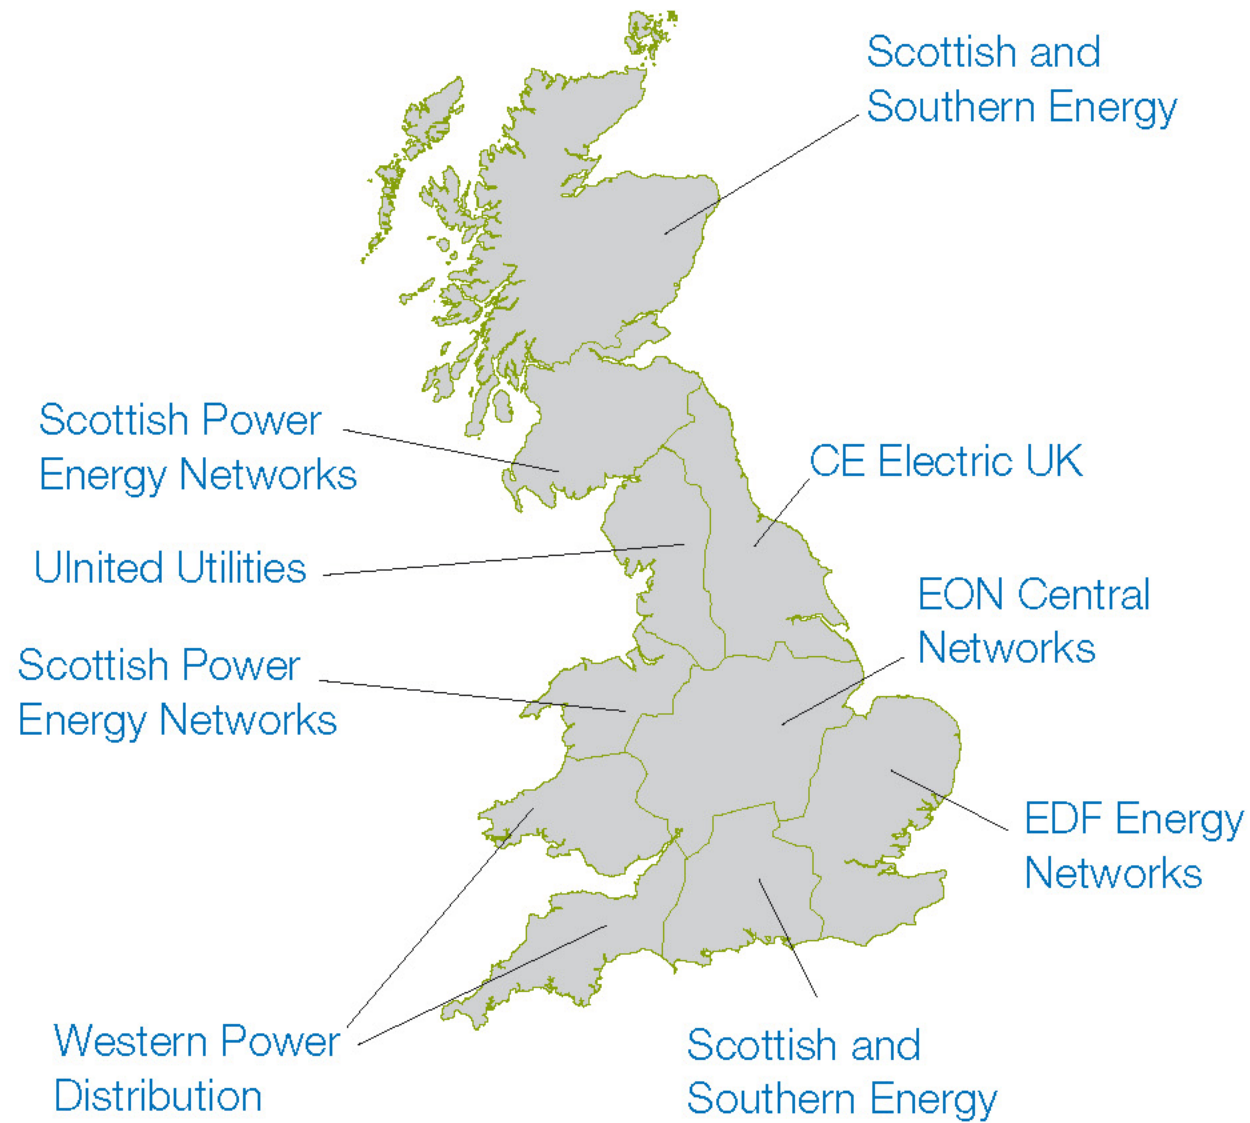 Scottish and
Southern Energy
Scottish Power
Energy Networks
CE Electric UK
Ulnited Utilities
EON Central
Networks
Scottish Power
Energy Networks
EDF Energy
Networks
Western Power
Distribution
Scottish and
Southern Energy